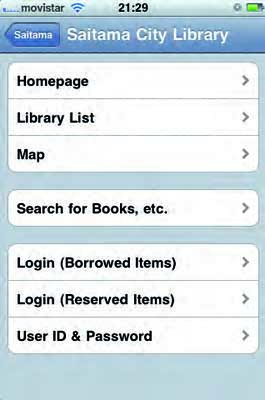 movistar 21:29
Saitama Saitama City Library
Homepage
Library List
Map
Search for Books, etc.
Login (Borrowed Items)
Login (Reserved Items)
User ID & Password